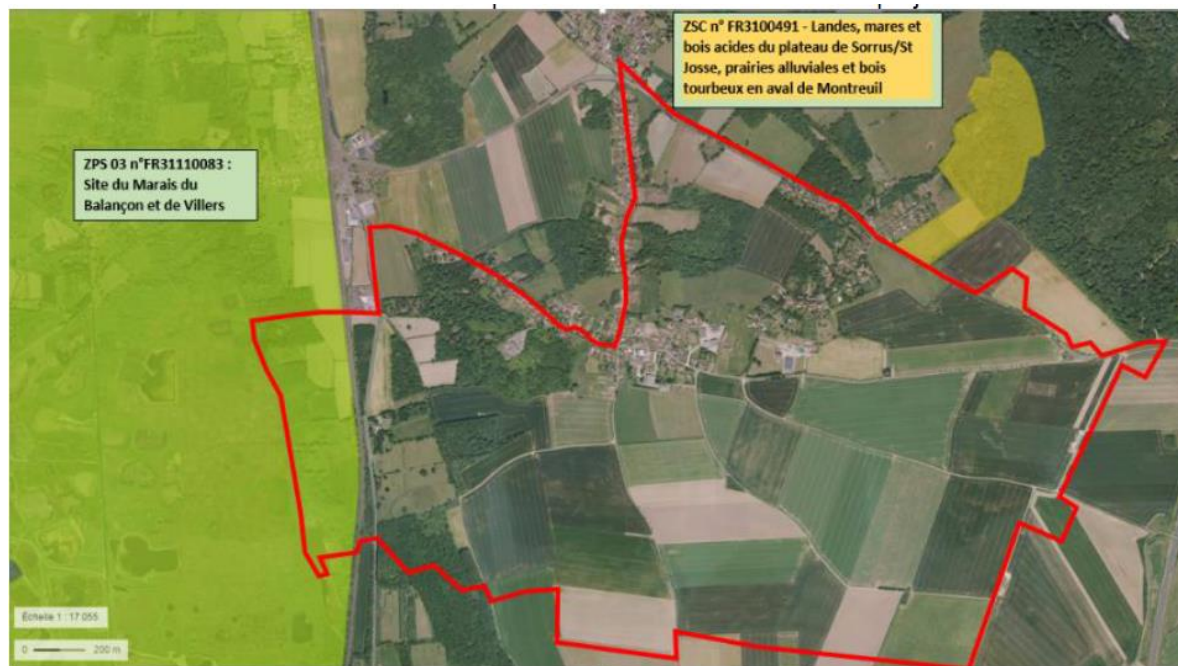 ZSC n° FR3100491 - Landes, mares et
bois acides du plateau de Sorrus/St
Josse, prairies alluviales et bois
tourbeux en aval de Montreuil
ZPS 03 n°FR31110083 :
Site du Marais du
Balançon et de Villers
Échelle 1 : 17 055
0 200 m